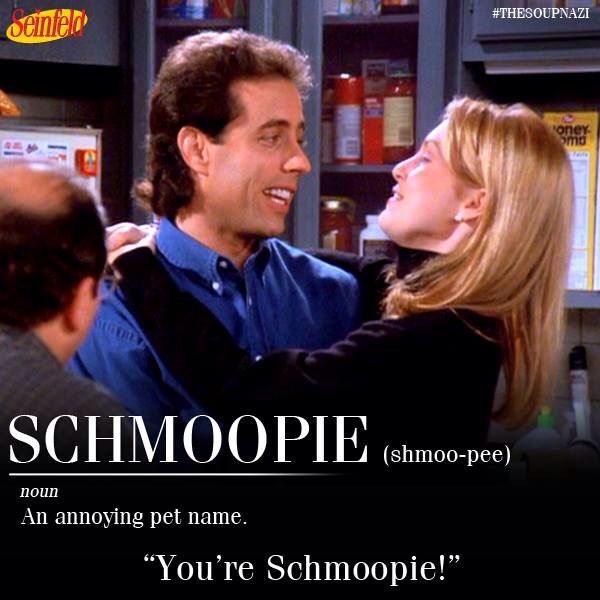 Seinfeld
#THESOUPNAZI
SCHMOOPIE (shmoo-pee)
noun
An annoying pet name.
“You’re Schmoopie!”